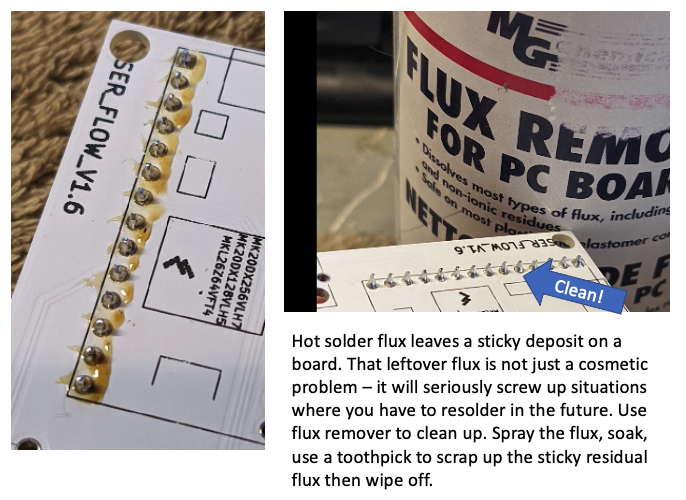 SER_FLOW_V1.6
MK20DX256VLH7
MK20DX128VLH5
MKL26Z64VFT4
MG Chemicals
FLUX REMO
FOR PC BOAR
• Dissolves most types of flux, including
and non-ionic residues
• Safe on most plas
elastomer co
NETTO
DE F
PC
SER_FLOW_V1.6
Clean!
Hot solder flux leaves a sticky deposit on a
board. That leftover flux is not just a cosmetic
problem – it will seriously screw up situations
where you have to resolder in the future. Use
flux remover to clean up. Spray the flux, soak,
use a toothpick to scrap up the sticky residual
flux then wipe off.